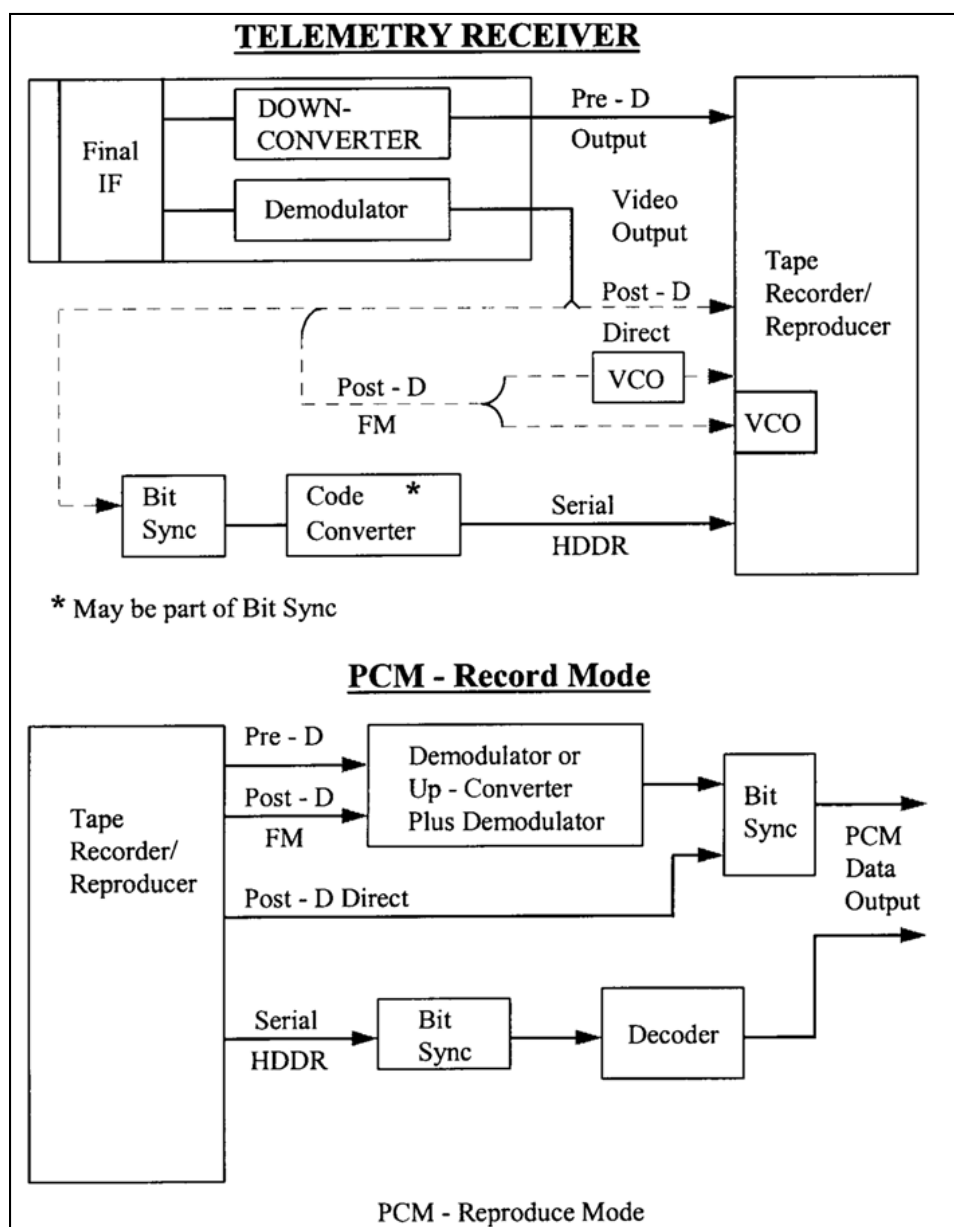 TELEMETRY RECEIVER
Final
IF
DOWN-
CONVERTER
Demodulator
Pre - D
Output
Video
Output
Post - D
Direct
Tape
Recorder/
Reproducer
Post - D
FM
VCO
VCO
Bit
Sync
Code *
Converter
Serial
HDDR
* May be part of Bit Sync
PCM - Record Mode
Tape
Recorder/
Reproducer
Pre - D
Post - D
FM
Demodulator or
Up - Converter
Plus Demodulator
Bit
Sync
PCM
Data
Output
Post - D Direct
Serial
HDDR
Bit
Sync
Decoder
PCM - Reproduce Mode